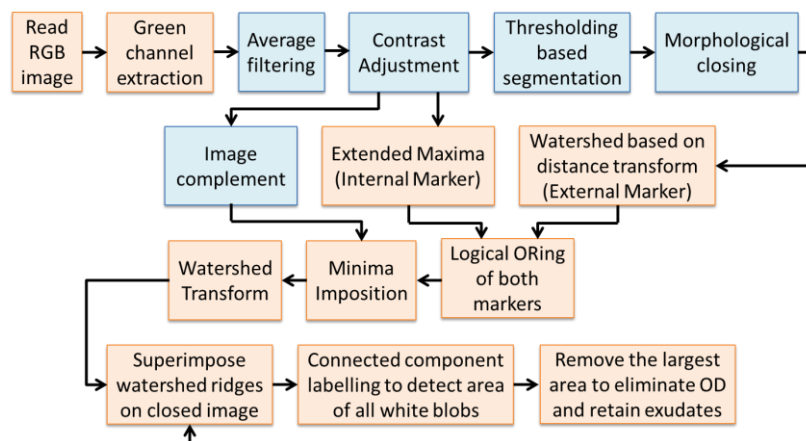 Read
RGB
image
Green
channel
extraction
Average
filtering
Contrast
Adjustment
Thresholding
based
segmentation
Morphological
closing
Image
complement
Extended Maxima
(Internal Marker)
Watershed based on
distance transform
(External Marker)
Watershed
Transform
Minima
Imposition
Logical ORing
of both
markers
Superimpose
watershed ridges
on closed image
Connected component
labelling to detect area
of all white blobs
Remove the largest
area to eliminate OD
and retain exudates